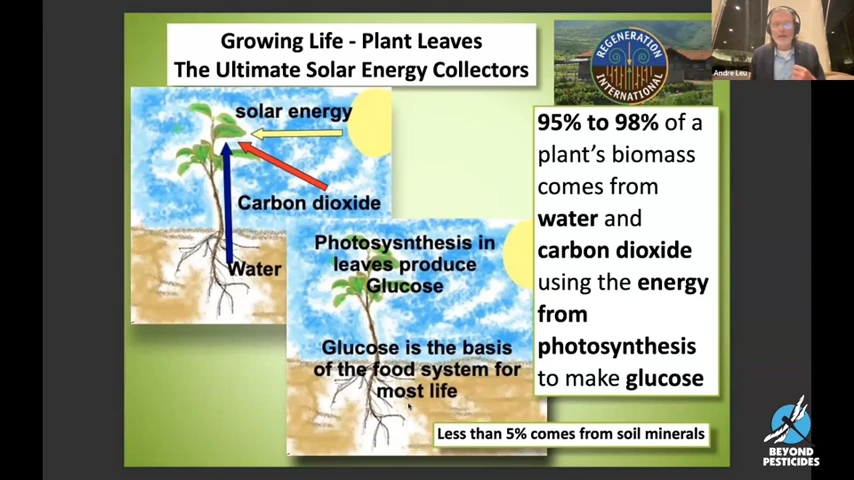 Growing Life - Plant Leaves
The Ultimate Solar Energy Collectors
REGENERATION
INTERNATIONAL
Andre Leu
solar energy
Carbon dioxide
Water
Photosysnthesis in
leaves produce
Glucose
Glucose is the basis
of the food system for
most life
95% to 98% of a
plant's biomass
comes from
water and
carbon dioxide
using the energy
from
photosynthesis
to make glucose
Less than 5% comes from soil minerals
BEYOND
PESTICIDES